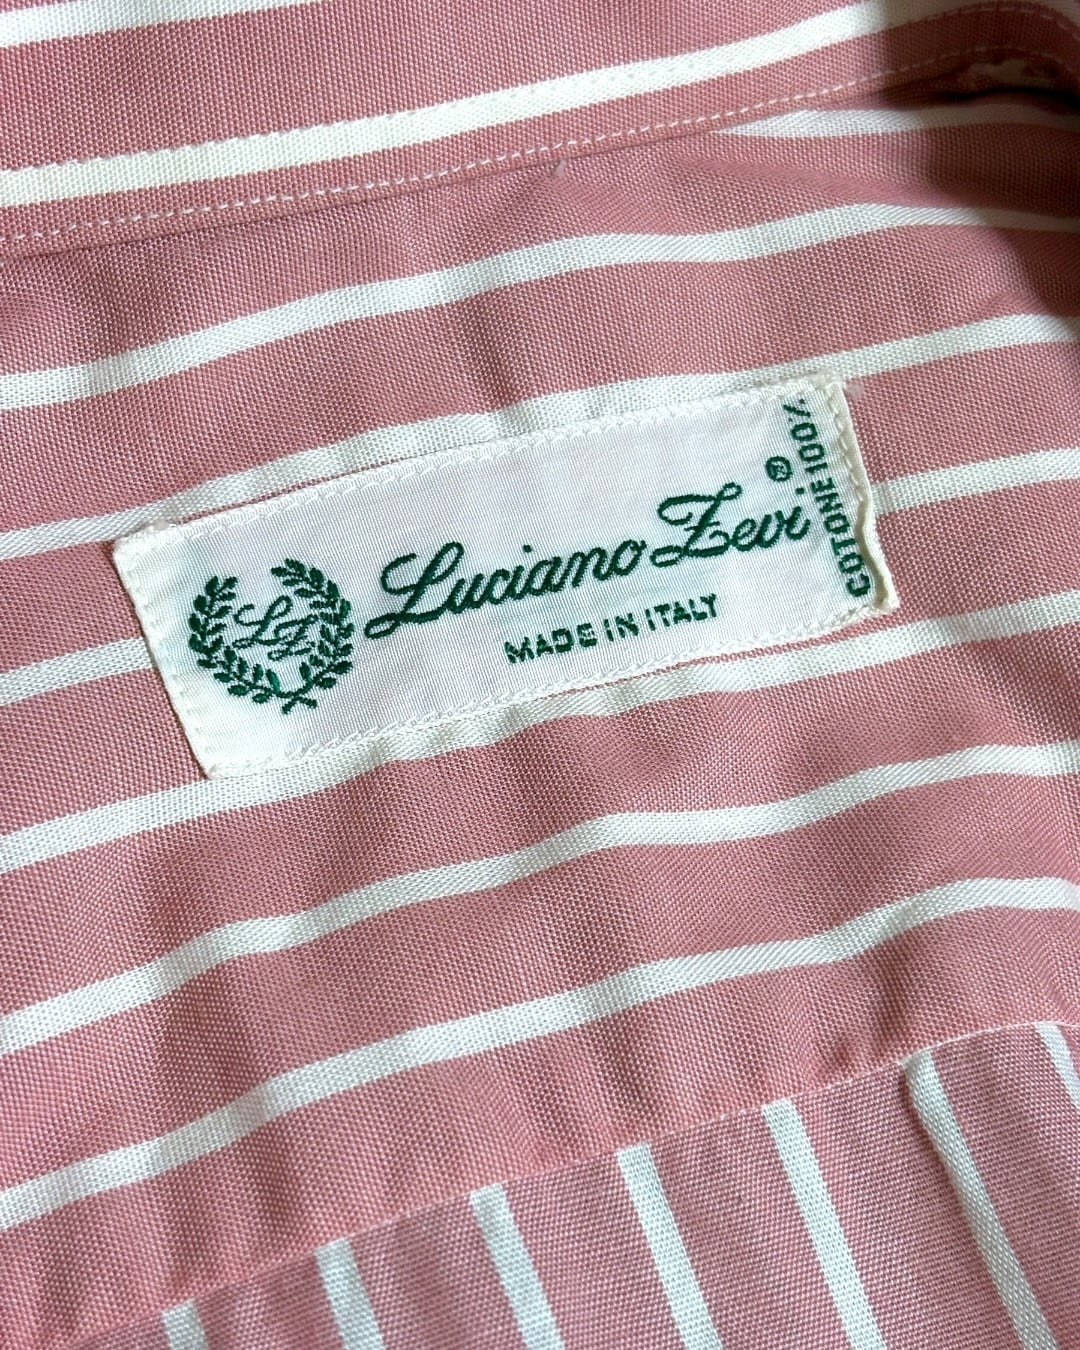 LZ
Luciano Zevi®
MADE IN ITALY
COTONE 100%